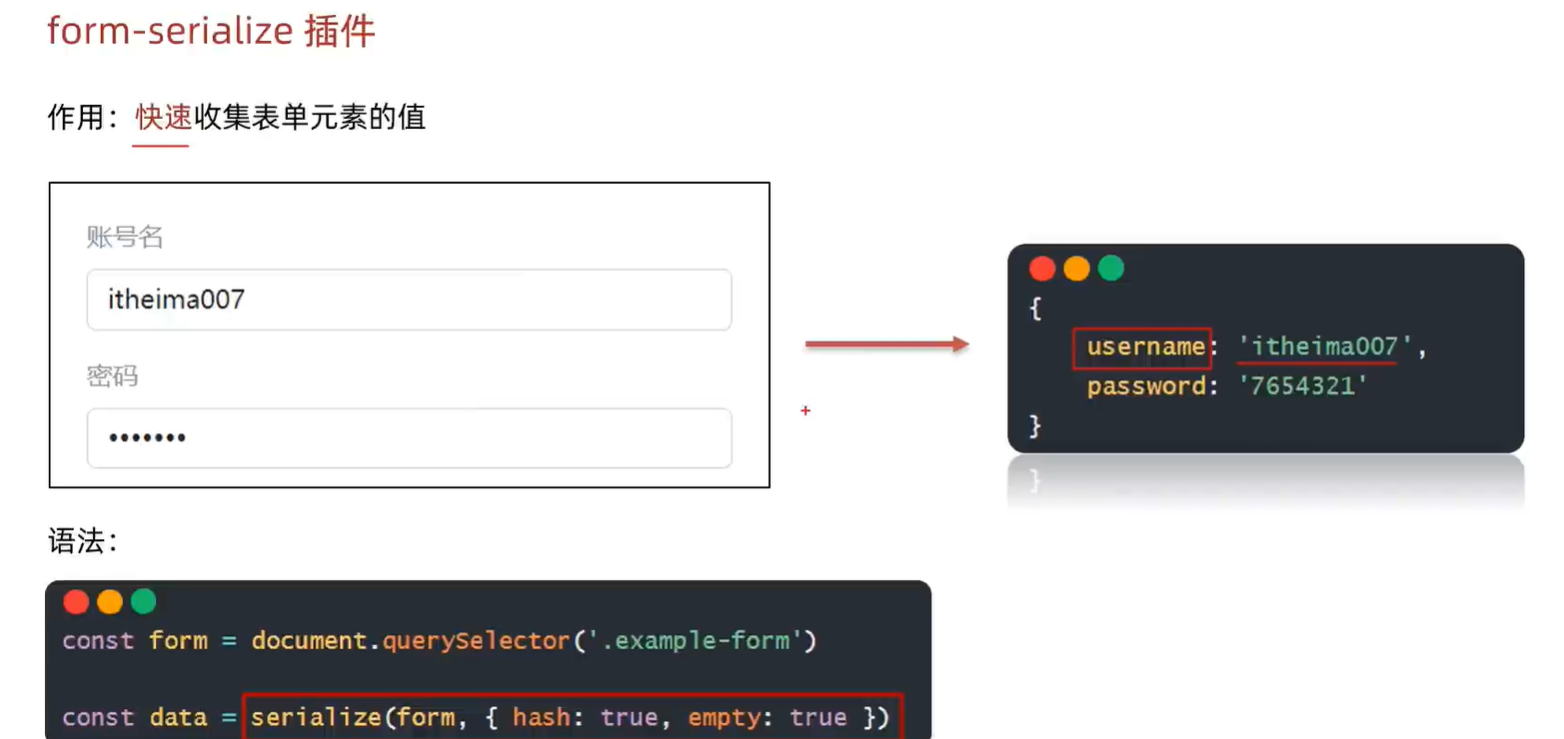 form-serialize 插件
作用：快速收集表单元素的值
账号名
itheima007
密码
•••••••
{
username: 'itheima007',
password: '7654321'
}
}
语法：
const form = document.querySelector('.example-form')
const data = serialize(form, { hash: true, empty: true })